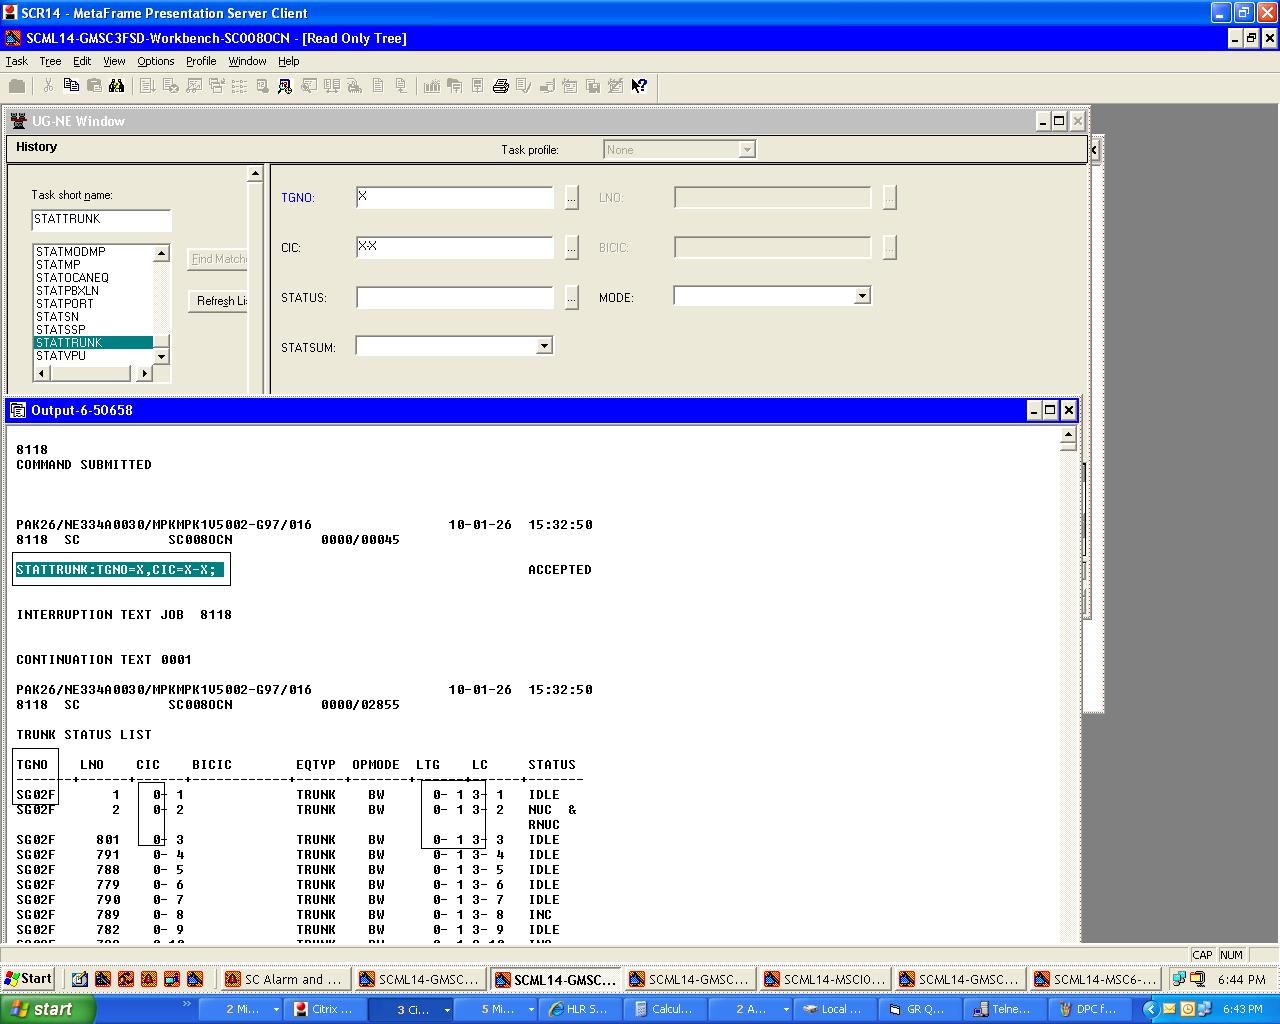 SCR14 - MetaFrame Presentation Server Client
SCML14-GMSC3FSD-Workbench-SC008OCN - [Read Only Tree]
Task Tree Edit View Options Profile Window Help
UG-NE Window
History Task profile: None
Task short name:
STATTRUNK
STATMODMP
STATMP
STATOCANEQ
STATPBXLN
STATPORT
STATSN
STATSSP
STATTRUNK
STATVPU
Find Matche
Refresh Lis
TGNO: X ... LNO: ...
CIC: X-X ... BICIC: ...
STATUS: ... MODE:
STATSUM:
Output-6-50658
8118
COMMAND SUBMITTED
PAK26/NE334A0030/MPKMPK1V5002-G97/016 10-01-26 15:32:50
8118 SC SC008OCN 0000/00045
STATTRUNK:TGNO=X,CIC=X-X; ACCEPTED
INTERRUPTION TEXT JOB 8118
CONTINUATION TEXT 0001
PAK26/NE334A0030/MPKMPK1V5002-G97/016 10-01-26 15:32:50
8118 SC SC008OCN 0000/02855
TRUNK STATUS LIST
TGNO LNO CIC BICIC EQTYP OPMODE LTG LC STATUS
-------+------+-------------------+------+-------+-------------+-------
SG02F 1 0- 1 TRUNK BW 0- 1 3- 1 IDLE
SG02F 2 0- 2 TRUNK BW 0- 1 3- 2 NUC &
RNUC
SG02F 801 0- 3 TRUNK BW 0- 1 3- 3 IDLE
SG02F 791 0- 4 TRUNK BW 0- 1 3- 4 IDLE
SG02F 788 0- 5 TRUNK BW 0- 1 3- 5 IDLE
SG02F 779 0- 6 TRUNK BW 0- 1 3- 6 IDLE
SG02F 790 0- 7 TRUNK BW 0- 1 3- 7 IDLE
SG02F 789 0- 8 TRUNK BW 0- 1 3- 8 INC
SG02F 782 0- 9 TRUNK BW 0- 1 3- 9 IDLE
CAP NUM
Start SC Alarm and ... SCML14-GMSC... SCML14-GMSC... SCML14-GMSC... SCML14-MSCI0... SCML14-GMSC... SCML14-MSC6-... 6:44 PM
start 2 Mi... Citrix ... 3 Ci... 5 Mi... HLR S... Calcul... 2 A... Local ... GR Q... Telne... DPC f... 6:43 PM